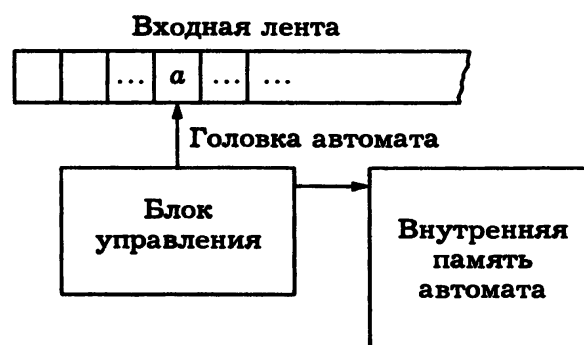 Входная лента
... a ... ...
Головка автомата
Блок
управления
Внутренняя
память
автомата